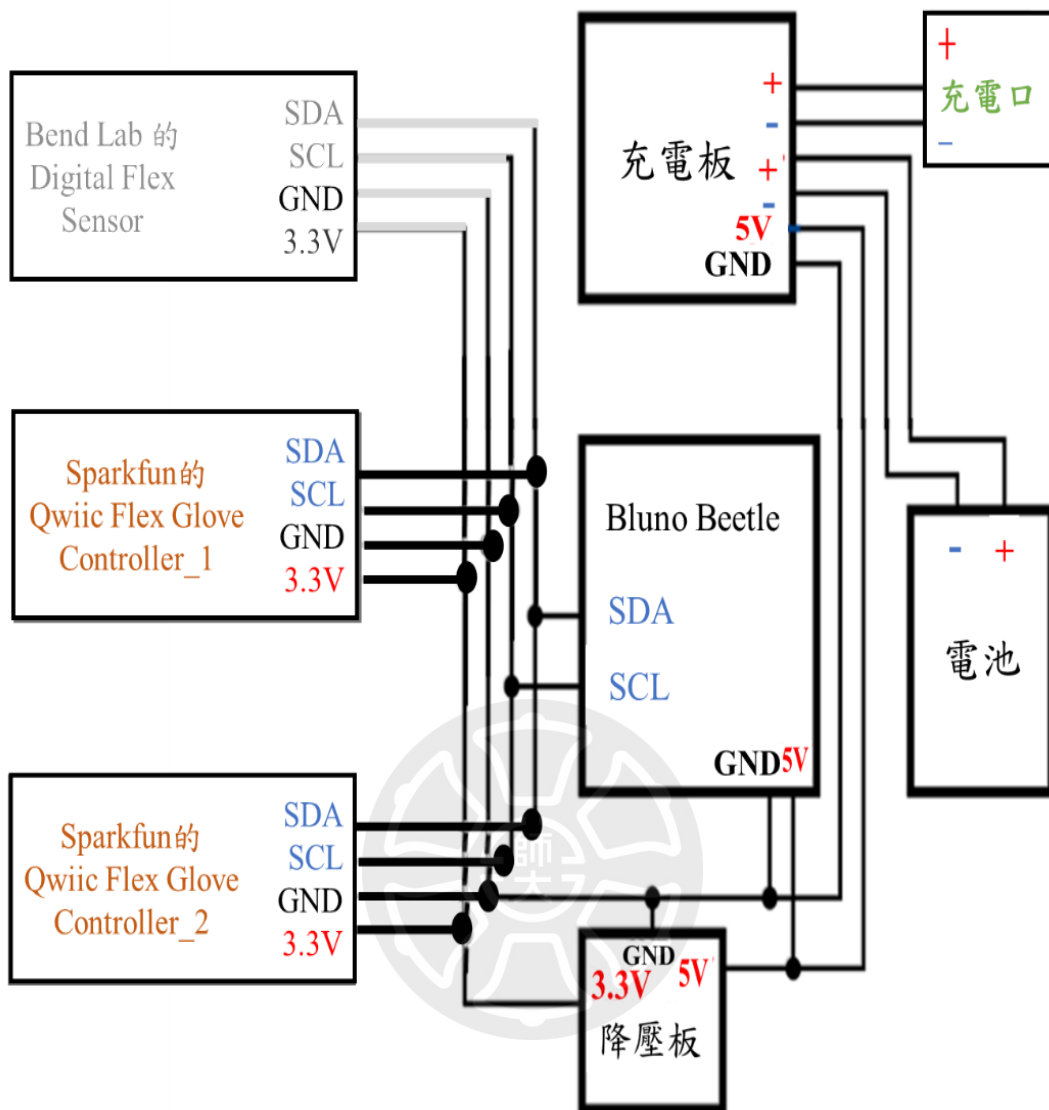 Bend Lab 的
Digital Flex
Sensor
SDA
SCL
GND
3.3V
Sparkfun的
Qwiic Flex Glove
Controller_1
SDA
SCL
GND
3.3V
Sparkfun的
Qwiic Flex Glove
Controller_2
SDA
SCL
GND
3.3V
充電板
+
-
+
-
5V
GND
+
充電口
-
Bluno Beetle
SDA
SCL
GND 5V
- +
電池
GND
3.3V 5V
降壓板
師大